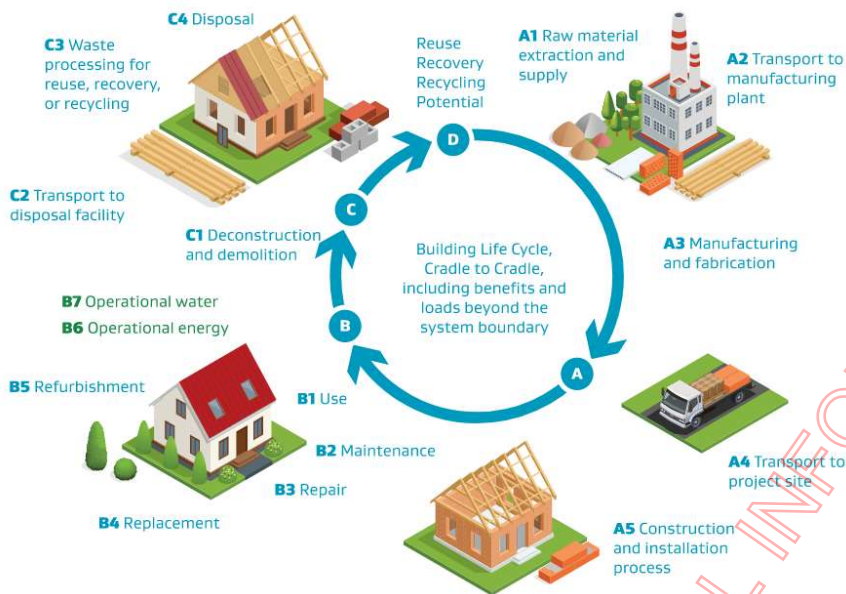 C4 Disposal
C3 Waste
processing for
reuse, recovery,
or recycling
C2 Transport to
disposal facility
C1 Deconstruction
and demolition
Reuse
Recovery
Recycling
Potential
A1 Raw material
extraction and
supply
A2 Transport to
manufacturing
plant
A3 Manufacturing
and fabrication
D
C
B
A
Building Life Cycle,
Cradle to Cradle,
including benefits and
loads beyond the
system boundary
B7 Operational water
B6 Operational energy
B5 Refurbishment
B1 Use
B2 Maintenance
B3 Repair
B4 Replacement
A4 Transport to
project site
A5 Construction
and installation
process